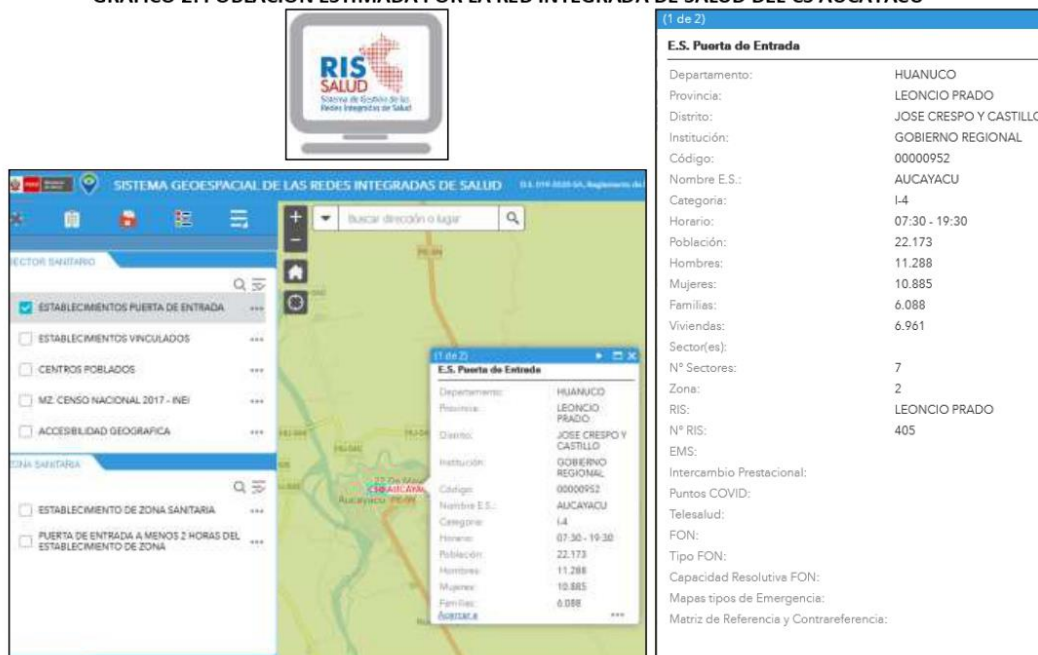 GRAFICO 2: POBLACIÓN ESTIMADA POR LA RED INTEGRADA DE SALUD DEL CS AUCAYACU
RIS
SALUD
Sistema de Gestión de las
Redes Integradas de Salud
SISTEMA GEOESPACIAL DE LAS REDES INTEGRADAS DE SALUD
Buscar dirección o lugar
SECTOR SANITARIO
ESTABLECIMIENTOS PUERTA DE ENTRADA
ESTABLECIMIENTOS VINCULADOS
CENTROS POBLADOS
MZ. CENSO NACIONAL 2017 - INEI
ACCESIBILIDAD GEOGRAFICA
ZONA SANITARIA
ESTABLECIMIENTO DE ZONA SANITARIA
PUERTA DE ENTRADA A MENOS 2 HORAS DEL
ESTABLECIMIENTO DE ZONA
Aucayacu
(1 de 2)
E.S. Puerta de Entrada
Departamento: HUANUCO
Provincia: LEONCIO
PRADO
Distrito: JOSE CRESPO Y
CASTILLO
Institución: GOBIERNO
REGIONAL
Código: 00000952
Nombre E.S.: AUCAYACU
Categoria: I-4
Horario: 07:30 - 19:30
Población: 22.173
Hombres: 11.288
Mujeres: 10.885
Familias: 6.088
Acercar a
(1 de 2)
E.S. Puerta de Entrada
Departamento: HUANUCO
Provincia: LEONCIO PRADO
Distrito: JOSE CRESPO Y CASTILLO
Institución: GOBIERNO REGIONAL
Código: 00000952
Nombre E.S.: AUCAYACU
Categoria: I-4
Horario: 07:30 - 19:30
Población: 22.173
Hombres: 11.288
Mujeres: 10.885
Familias: 6.088
Viviendas: 6.961
Sector(es):
N° Sectores: 7
Zona: 2
RIS: LEONCIO PRADO
N° RIS: 405
EMS:
Intercambio Prestacional:
Puntos COVID:
Telesalud:
FON:
Tipo FON:
Capacidad Resolutiva FON:
Mapas tipos de Emergencia:
Matriz de Referencia y Contrareferencia: